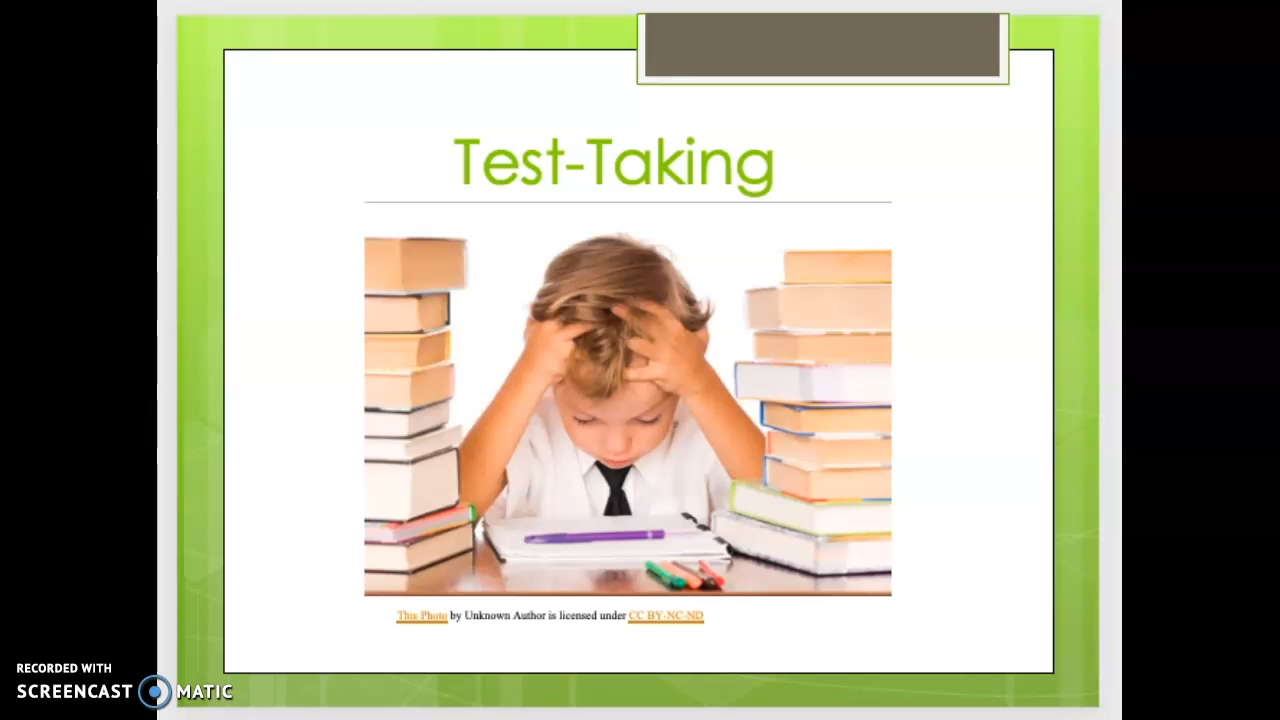 Test-Taking
This Photo by Unknown Author is licensed under CC BY-NC-ND
RECORDED WITH
SCREENCAST MATIC